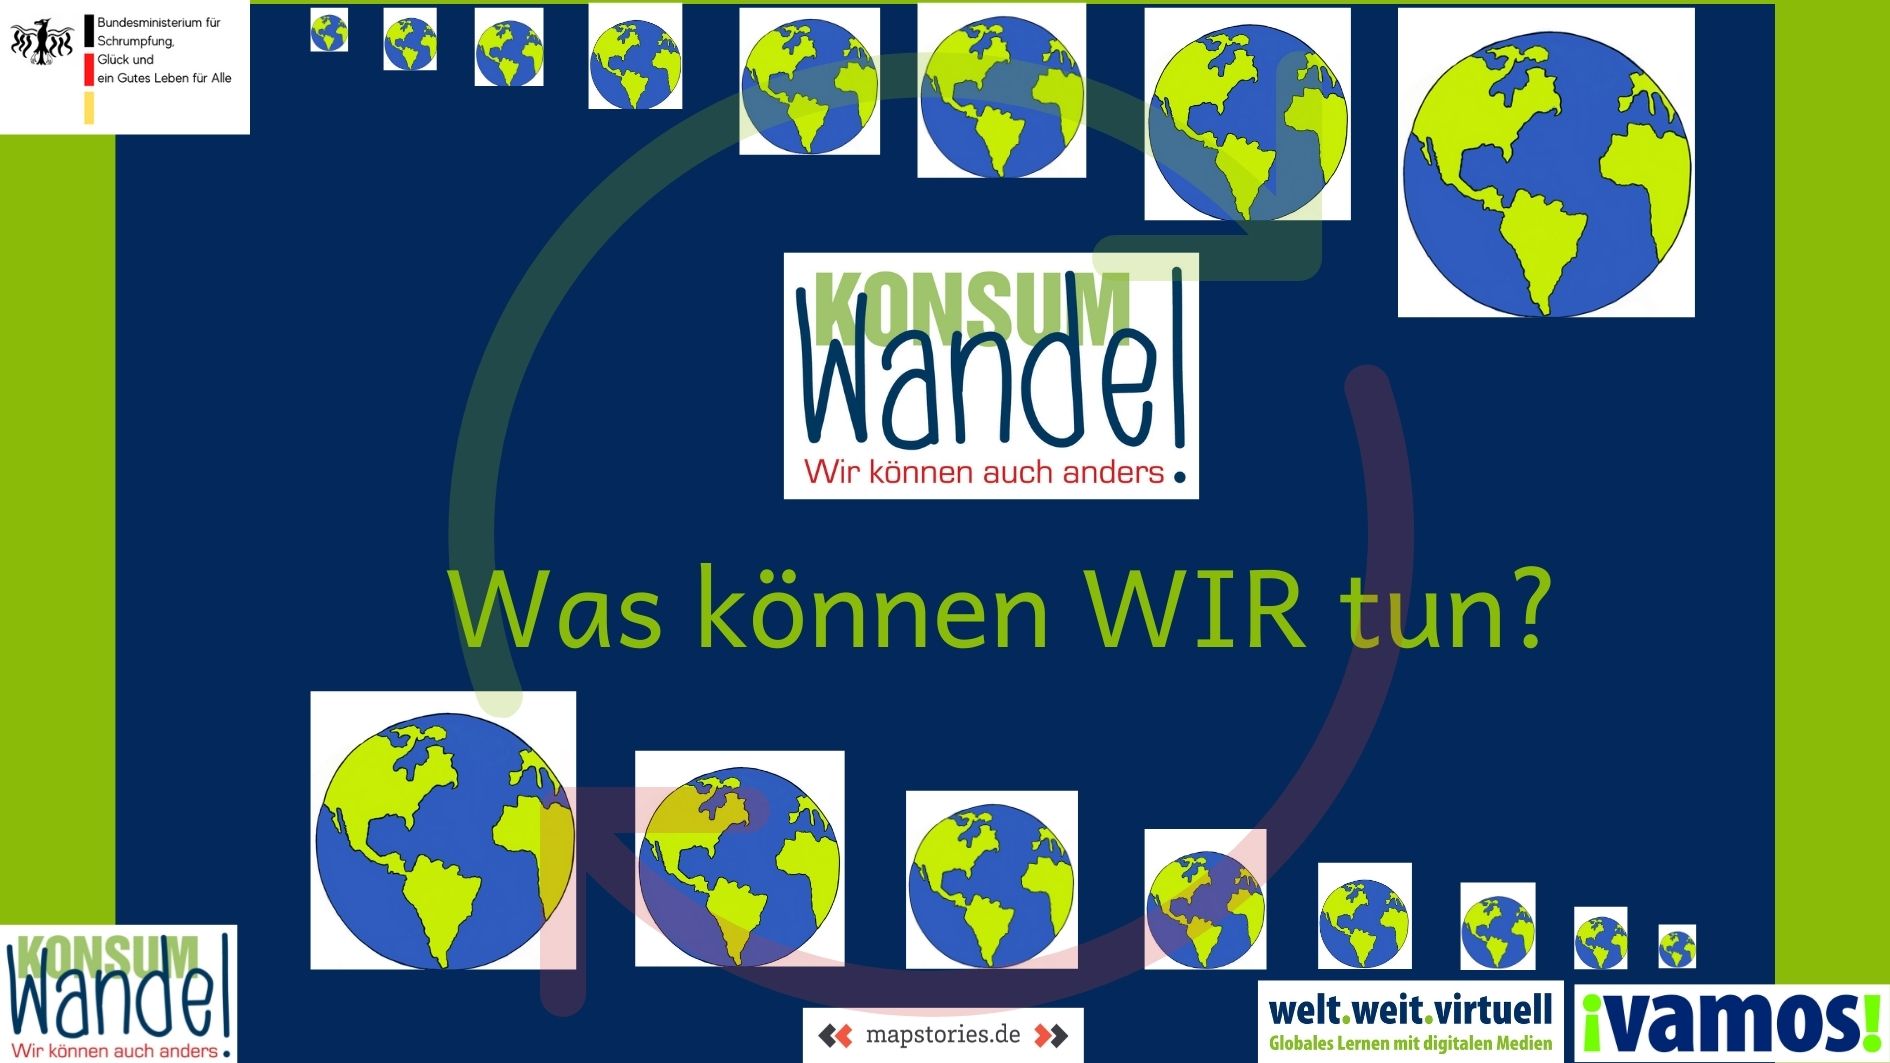 Bundesministerium für
Schrumpfung,
Glück und
ein Gutes Leben für Alle
KONSUM
Wandel!
Wir können auch anders.
Was können WIR tun?
KONSUM
Wandel!
Wir können auch anders.
mapstories.de
welt.weit.virtuell
Globales Lernen mit digitalen Medien
¡vamos!